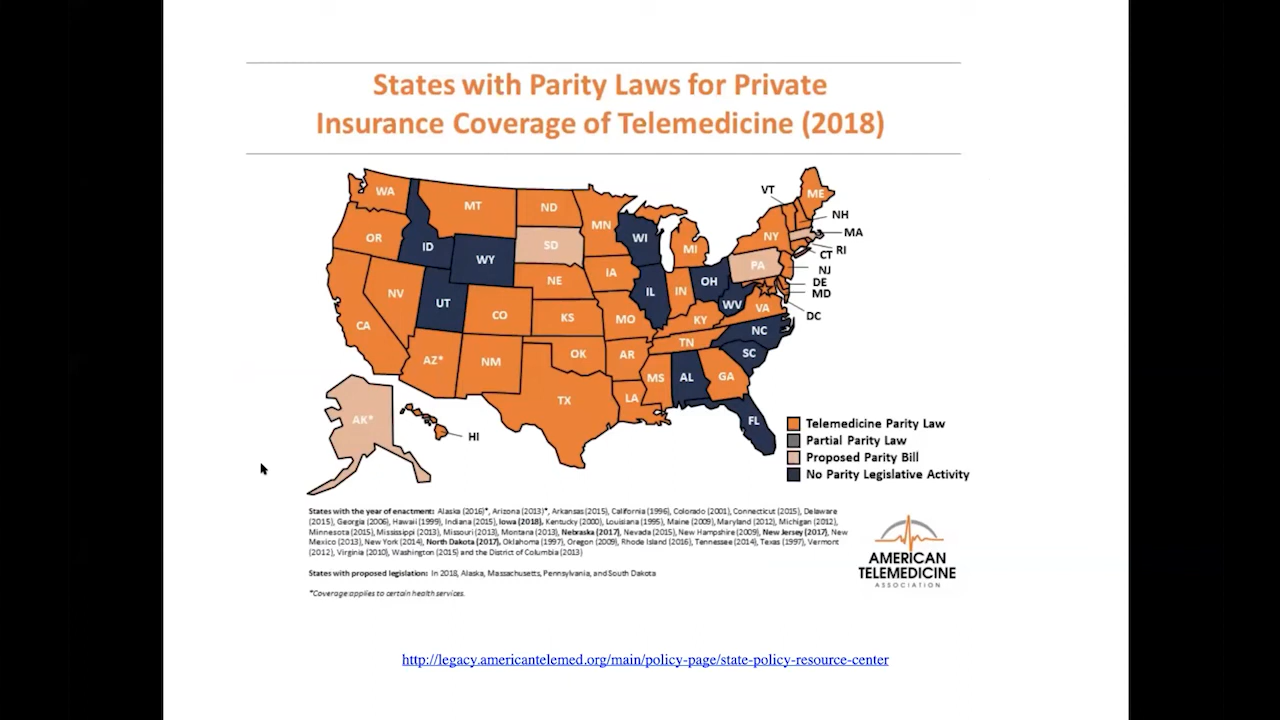 States with Parity Laws for Private
Insurance Coverage of Telemedicine (2018)
WA
MT
ND
MN
VT
ME
NH
OR
ID
SD
WI
MI
NY
MA
RI
CT
WY
PA
NJ
NV
UT
NE
IA
IL
IN
OH
WV
VA
DE
MD
DC
CA
CO
KS
MO
KY
NC
TN
SC
AZ*
NM
OK
AR
MS
AL
GA
TX
LA
FL
AK*
HI
Telemedicine Parity Law
Partial Parity Law
Proposed Parity Bill
No Parity Legislative Activity
States with the year of enactment: Alaska (2016)*, Arizona (2013)*, Arkansas (2015), California (1996), Colorado (2001), Connecticut (2015), Delaware
(2015), Georgia (2006), Hawaii (1999), Indiana (2015), Iowa (2018), Kentucky (2000), Louisiana (1995), Maine (2009), Maryland (2012), Michigan (2012),
Minnesota (2015), Mississippi (2013), Missouri (2013), Montana (2013), Nebraska (2017), Nevada (2015), New Hampshire (2009), New Jersey (2017), New
Mexico (2013), New York (2014), North Dakota (2017), Oklahoma (1997), Oregon (2009), Rhode Island (2016), Tennessee (2014), Texas (1997), Vermont
(2012), Virginia (2010), Washington (2015) and the District of Columbia (2013)
States with proposed legislation: In 2018, Alaska, Massachusetts, Pennsylvania, and South Dakota
*Coverage applies to certain health services.
AMERICAN
TELEMEDICINE
ASSOCIATION
http://legacy.americantelemed.org/main/policy-page/state-policy-resource-center